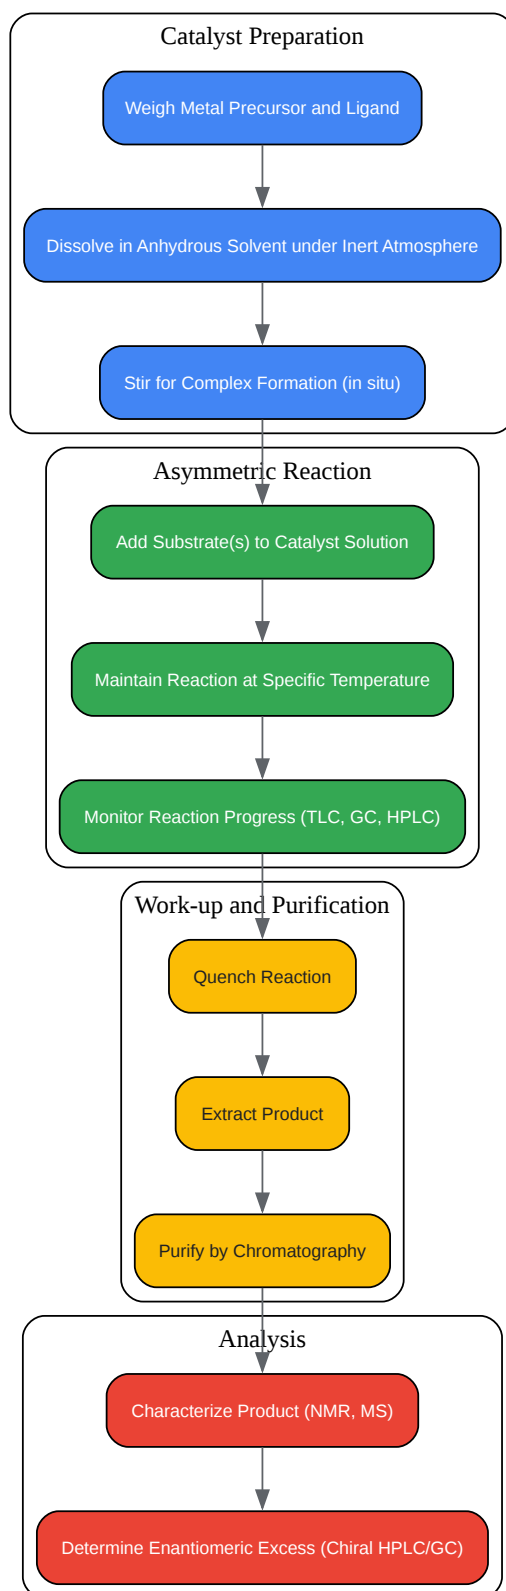 Catalyst Preparation
Weigh Metal Precursor and Ligand
Dissolve in Anhydrous Solvent under Inert Atmosphere
Stir for Complex Formation (in situ)
Asymmetric Reaction
Add Substrate(s) to Catalyst Solution
Maintain Reaction at Specific Temperature
Monitor Reaction Progress (TLC, GC, HPLC)
Work-up and Purification
Quench Reaction
Extract Product
Purify by Chromatography
Analysis
Characterize Product (NMR, MS)
Determine Enantiomeric Excess (Chiral HPLC/GC)